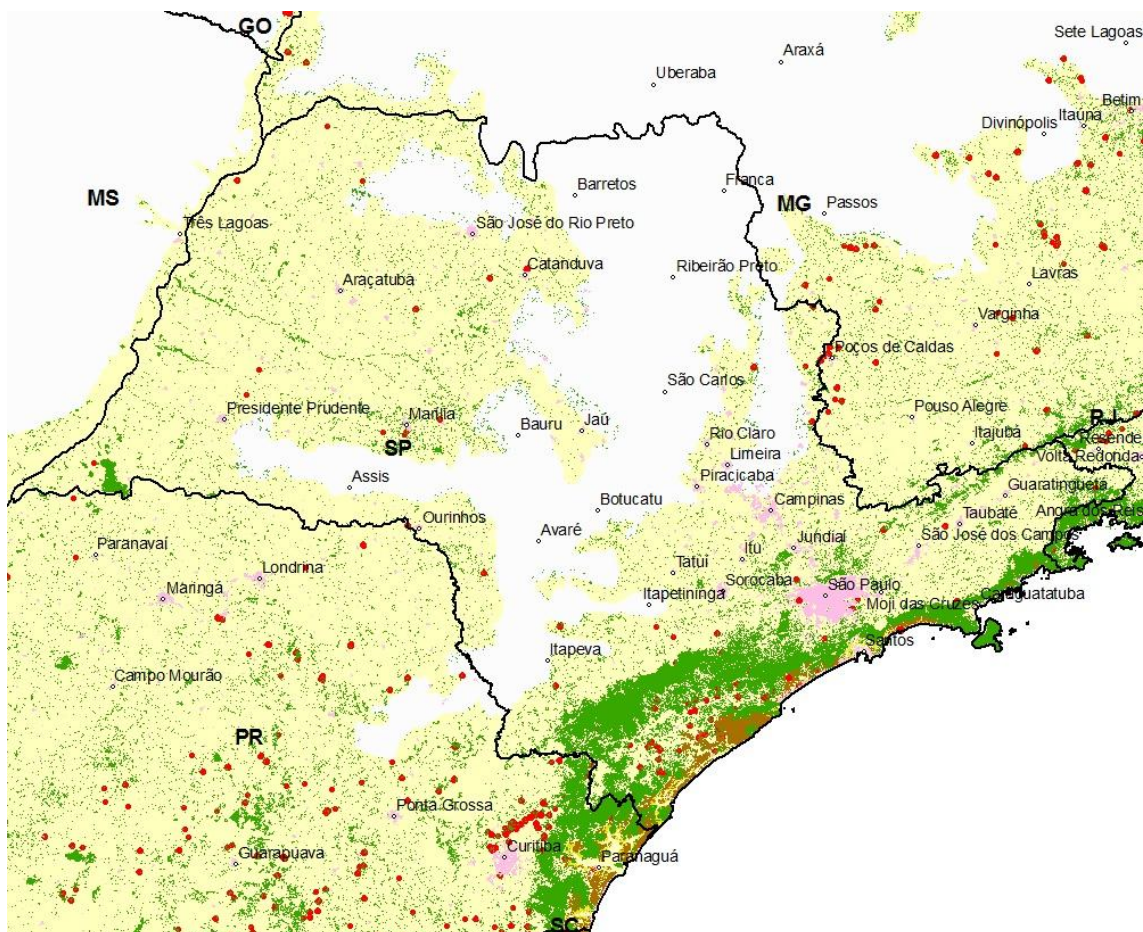 GO
Sete Lagoas
Araxá
Uberaba
Betim
Itaúna
Divinópolis
MS
Barretos
Franca
MG
Passos
Três Lagoas
São José do Rio Preto
Catanduva
Ribeirão Preto
Araçatuba
Lavras
Varginha
Poços de Caldas
São Carlos
Presidente Prudente
Marília
Bauru
Jaú
Pouso Alegre
RJ
SP
Rio Claro
Itajubá
Resende
Limeira
Volta Redonda
Assis
Piracicaba
Guaratinguetá
Botucatu
Campinas
Angra dos Reis
Ourinhos
Taubaté
Avaré
São José dos Campos
Paranavaí
Itu
Jundiaí
Londrina
Tatuí
Maringá
Sorocaba
São Paulo
Itapetininga
Moji das Cruzes
Caraguatatuba
Santos
Itapeva
Campo Mourão
PR
Ponta Grossa
Curitiba
Guarapuava
Paranaguá
SC